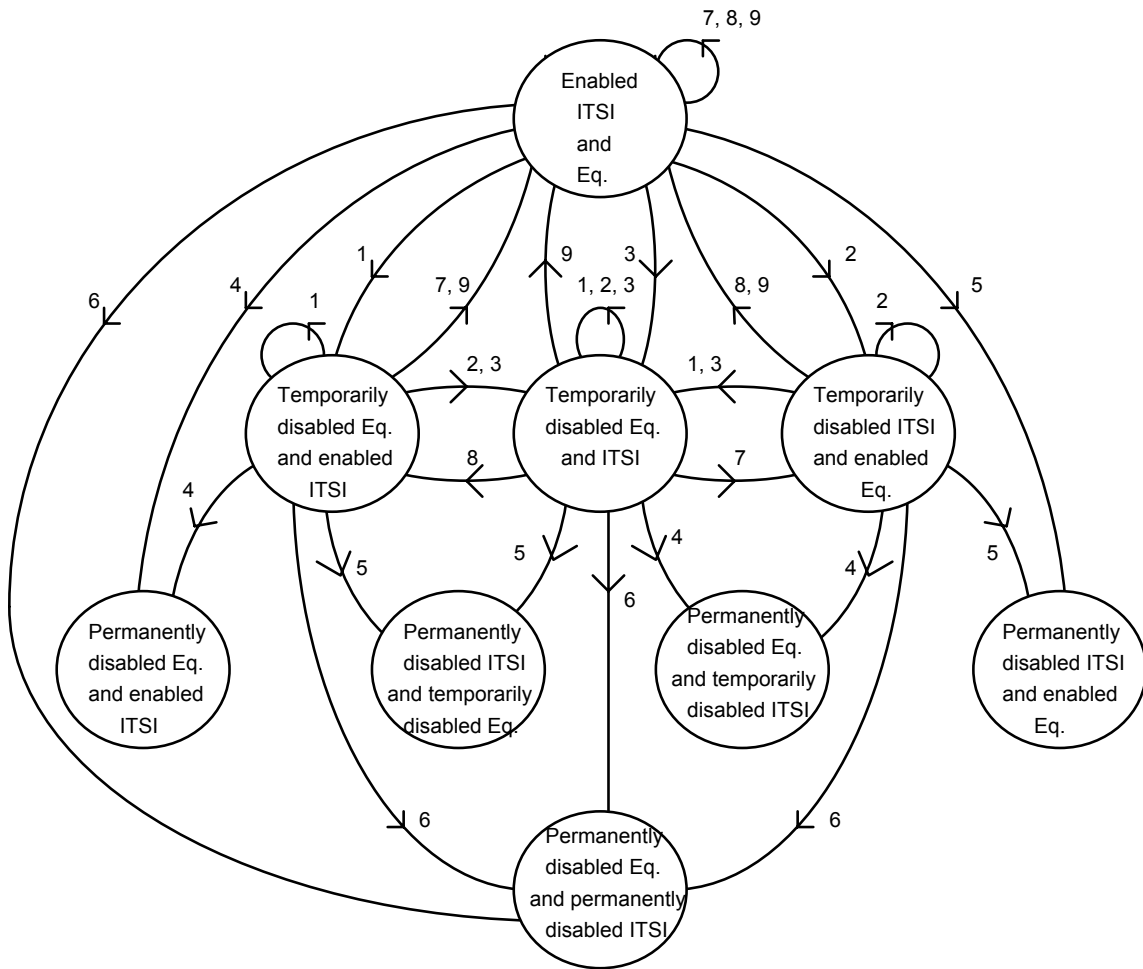 7, 8, 9
Enabled
ITSI
and
Eq.
6
4
1
7, 9
9
3
8, 9
2
5
1
1, 2, 3
2
2, 3
1, 3
Temporarily
disabled Eq.
and enabled
ITSI
Temporarily
disabled Eq.
and ITSI
Temporarily
disabled ITSI
and enabled
Eq.
8
7
4
5
5
4
4
5
6
Permanently
disabled Eq.
and enabled
ITSI
Permanently
disabled ITSI
and temporarily
disabled Eq.
Permanently
disabled Eq.
and temporarily
disabled ITSI
Permanently
disabled ITSI
and enabled
Eq.
6
6
Permanently
disabled Eq.
and permanently
disabled ITSI